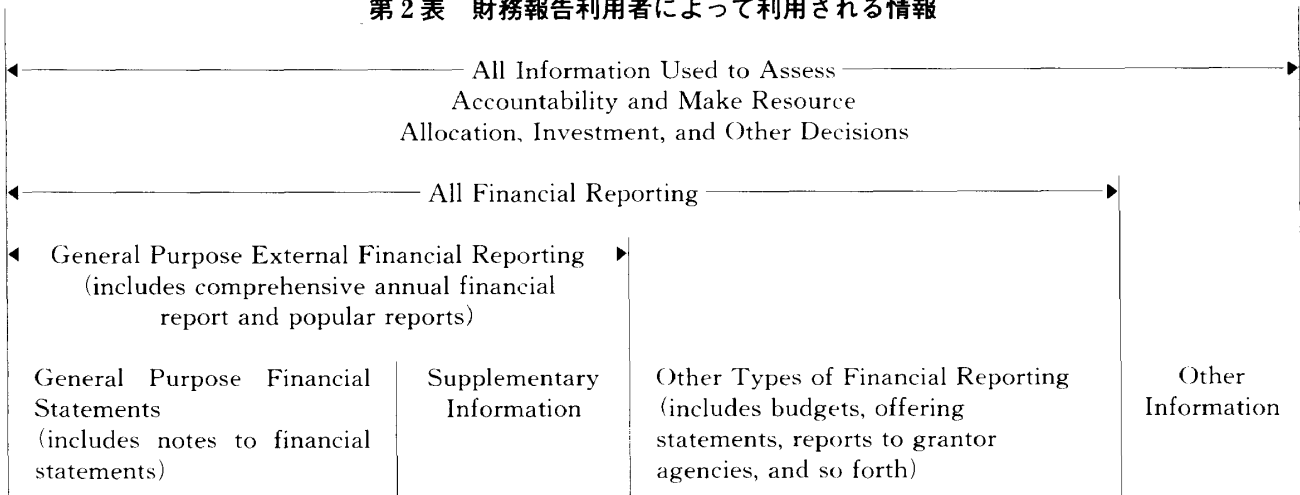 第2表 財務報告利用者によって利用される情報
All Information Used to Assess
Accountability and Make Resource
Allocation, Investment, and Other Decisions
All Financial Reporting
General Purpose External Financial Reporting
(includes comprehensive annual financial
report and popular reports)
General Purpose Financial
Statements
(includes notes to financial
statements)
Supplementary
Information
Other Types of Financial Reporting
(includes budgets, offering
statements, reports to grantor
agencies, and so forth)
Other
Information